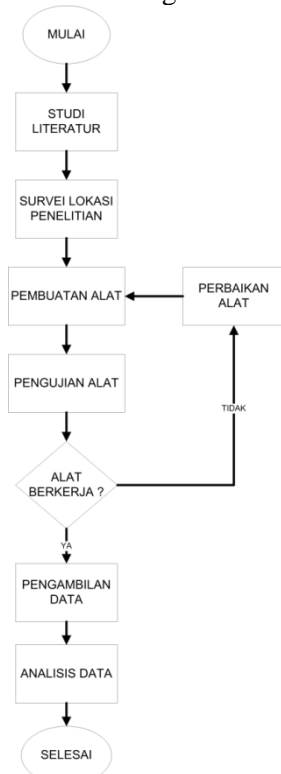 MULAI
STUDI
LITERATUR
SURVEI LOKASI
PENELITIAN
PEMBUATAN ALAT
PERBAIKAN
ALAT
PENGUJIAN ALAT
TIDAK
ALAT
BERKERJA ?
YA
PENGAMBILAN
DATA
ANALISIS DATA
SELESAI